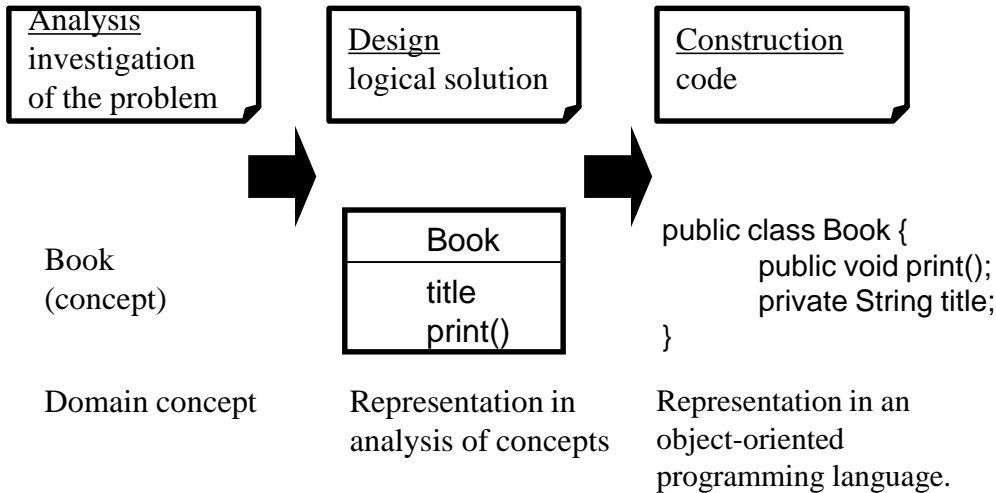 Analysis
investigation
of the problem
Design
logical solution
Construction
code
Book
(concept)
Book
title
print()
public class Book {
public void print();
private String title;
}
Domain concept
Representation in
analysis of concepts
Representation in an
object-oriented
programming language.